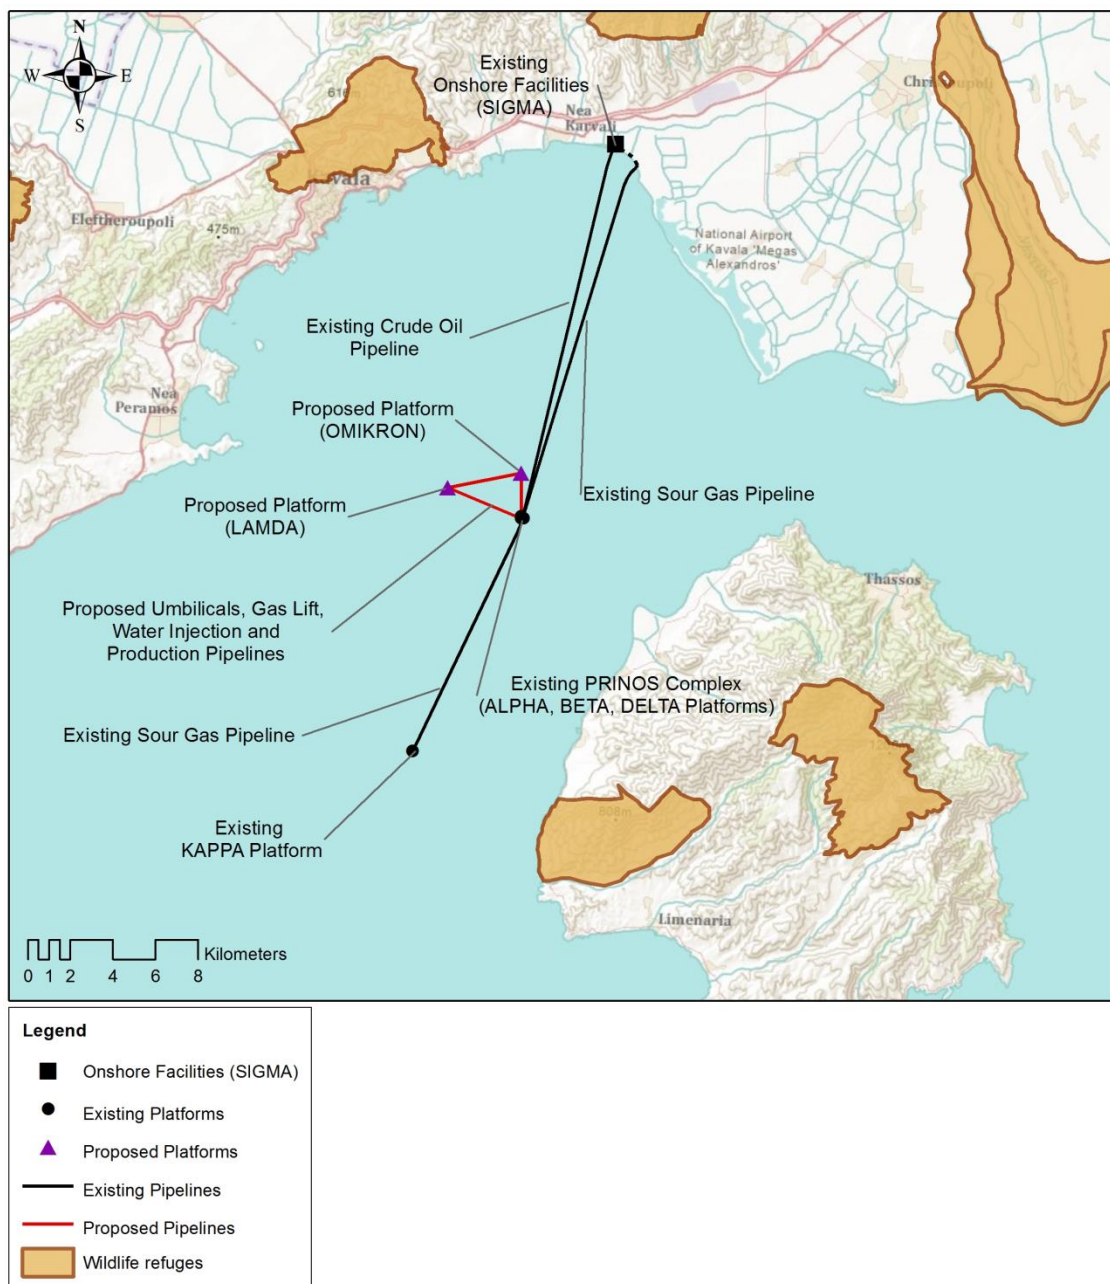 N
W
E
S
Existing
Onshore Facilities
(SIGMA)
Nea
Karvali
Eleftheroupoli
475m
National Airport
of Kavala 'Megas
Alexandros'
Existing Crude Oil
Pipeline
Nea
Peramos
Proposed Platform
(OMIKRON)
Existing Sour Gas Pipeline
Proposed Platform
(LAMDA)
Thassos
Proposed Umbilicals, Gas Lift,
Water Injection and
Production Pipelines
Existing PRINOS Complex
(ALPHA, BETA, DELTA Platforms)
Existing Sour Gas Pipeline
808m
Existing
KAPPA Platform
Limenaria
Kilometers
0 1 2 4 6 8
Legend
Onshore Facilities (SIGMA)
Existing Platforms
Proposed Platforms
Existing Pipelines
Proposed Pipelines
Wildlife refuges